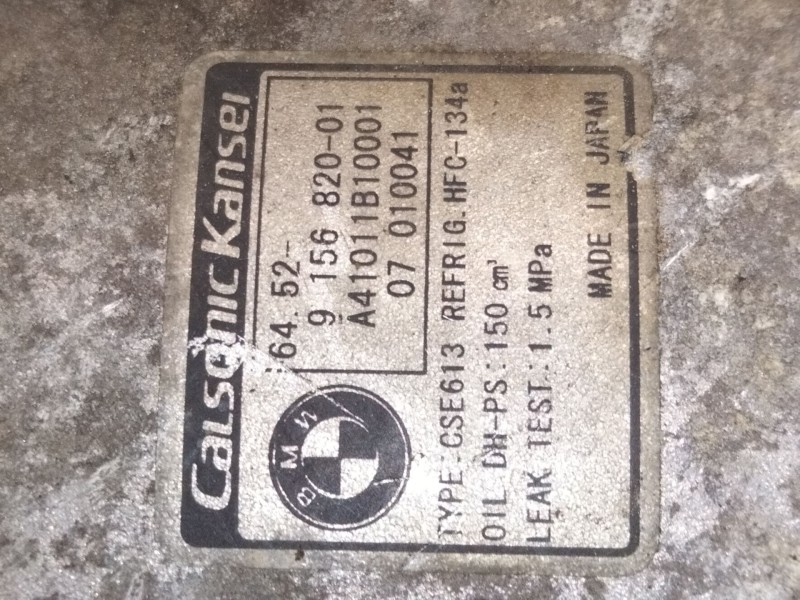 Calsonic Kansei
64.52-
9 156 820-01
A41011B10001
07 010041
BMW
TYPE:CSE613 REFRIG.HFC-134a
OIL:DH-PS:150 cm³
LEAK TEST:1.5 MPa
MADE IN JAPAN